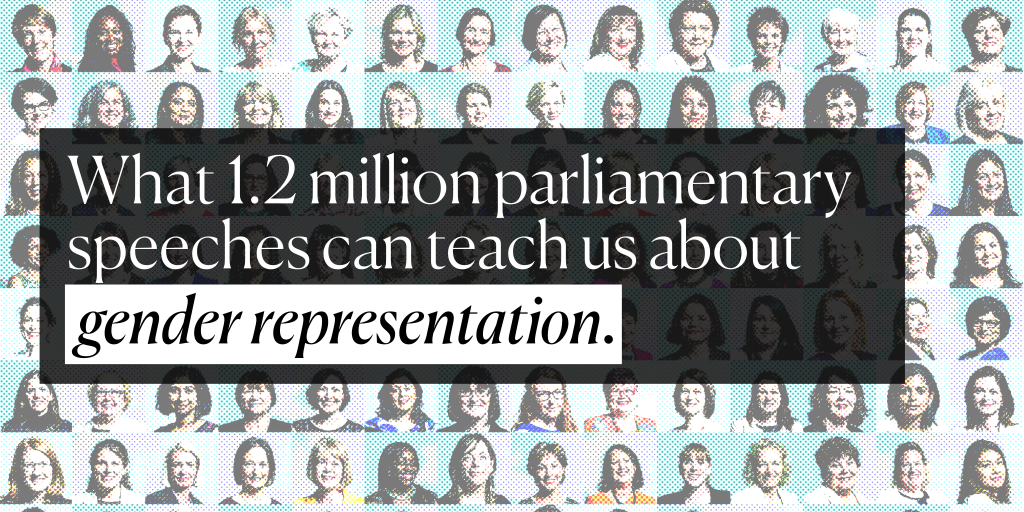 What 1.2 million parliamentary
speeches can teach us about
gender representation.